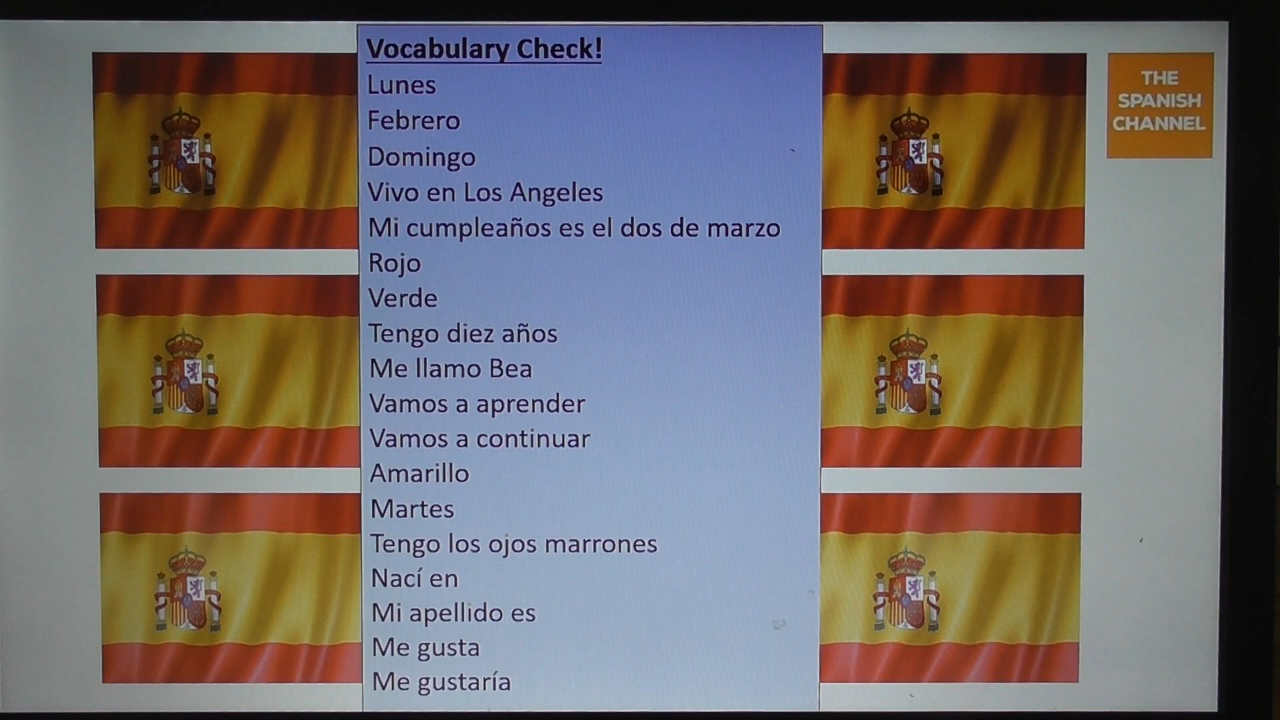 Vocabulary Check!
Lunes
Febrero
Domingo
Vivo en Los Angeles
Mi cumpleaños es el dos de marzo
Rojo
Verde
Tengo diez años
Me llamo Bea
Vamos a aprender
Vamos a continuar
Amarillo
Martes
Tengo los ojos marrones
Nací en
Mi apellido es
Me gusta
Me gustaría
THE
SPANISH
CHANNEL